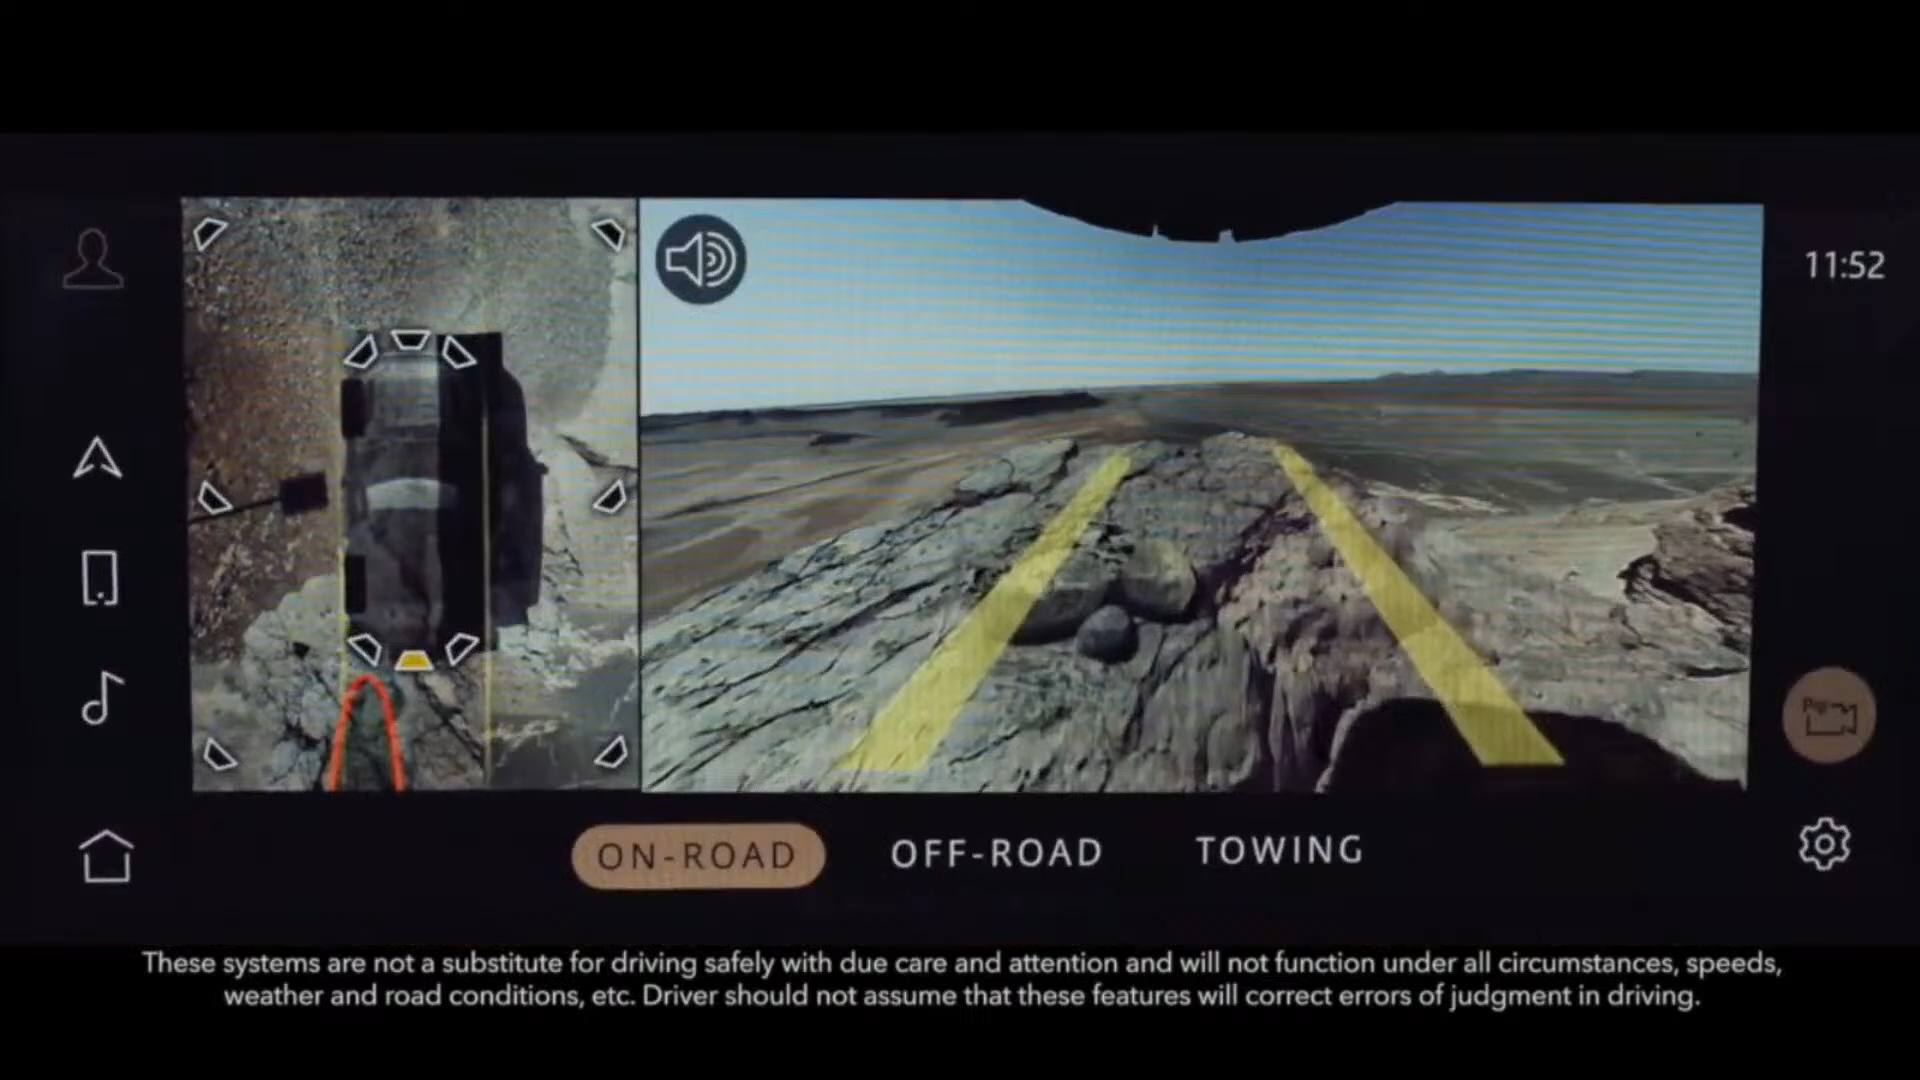 11:52
ON-ROAD OFF-ROAD TOWING
These systems are not a substitute for driving safely with due care and attention and will not function under all circumstances, speeds,
weather and road conditions, etc. Driver should not assume that these features will correct errors of judgment in driving.